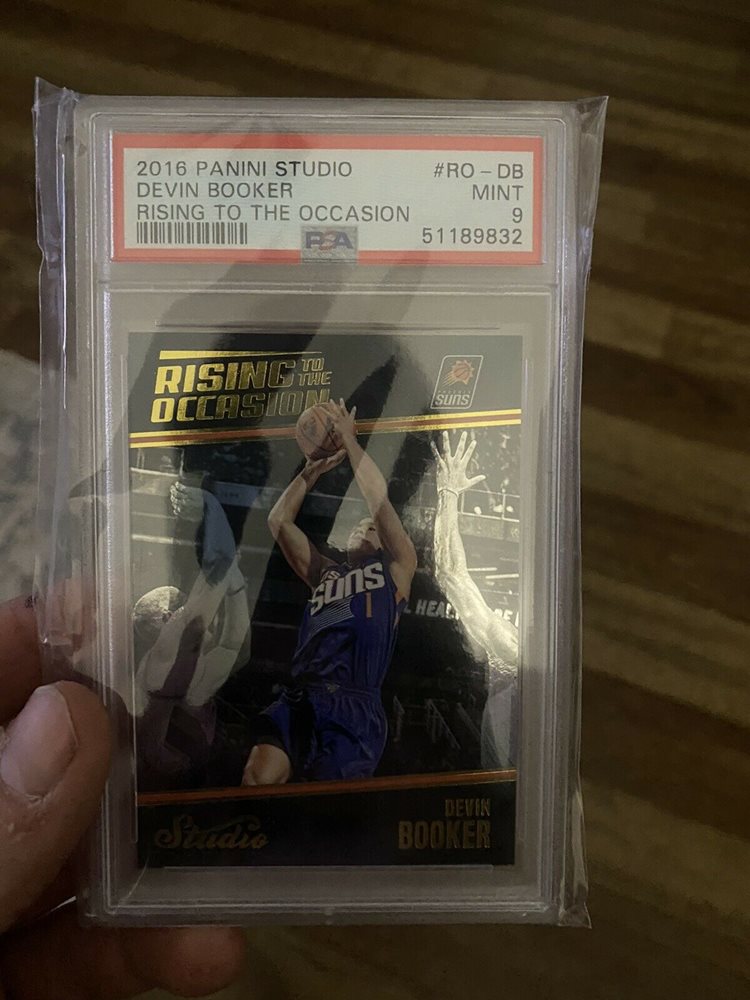 2016 PANINI STUDIO #RO-DB
DEVIN BOOKER MINT
RISING TO THE OCCASION 9
PSA 51189832
RISING TO THE
OCCASION
SUNS
SUNS
1
L HEAL
DEVIN
Studio BOOKER